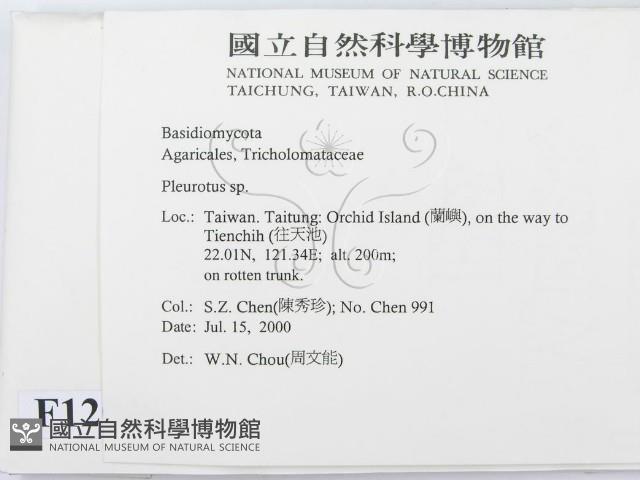 國立自然科學博物館
NATIONAL MUSEUM OF NATURAL SCIENCE
TAICHUNG, TAIWAN, R.O.CHINA
Basidiomycota
Agaricales, Tricholomataceae
Pleurotus sp.
Loc.: Taiwan. Taitung: Orchid Island (蘭嶼), on the way to
Tienchih (往天池)
22.01N, 121.34E; alt. 200m;
on rotten trunk.
Col.: S.Z. Chen(陳秀珍); No. Chen 991
Date: Jul. 15, 2000
Det.: W.N. Chou(周文能)
F12
國立自然科學博物館
NATIONAL MUSEUM OF NATURAL SCIENCE